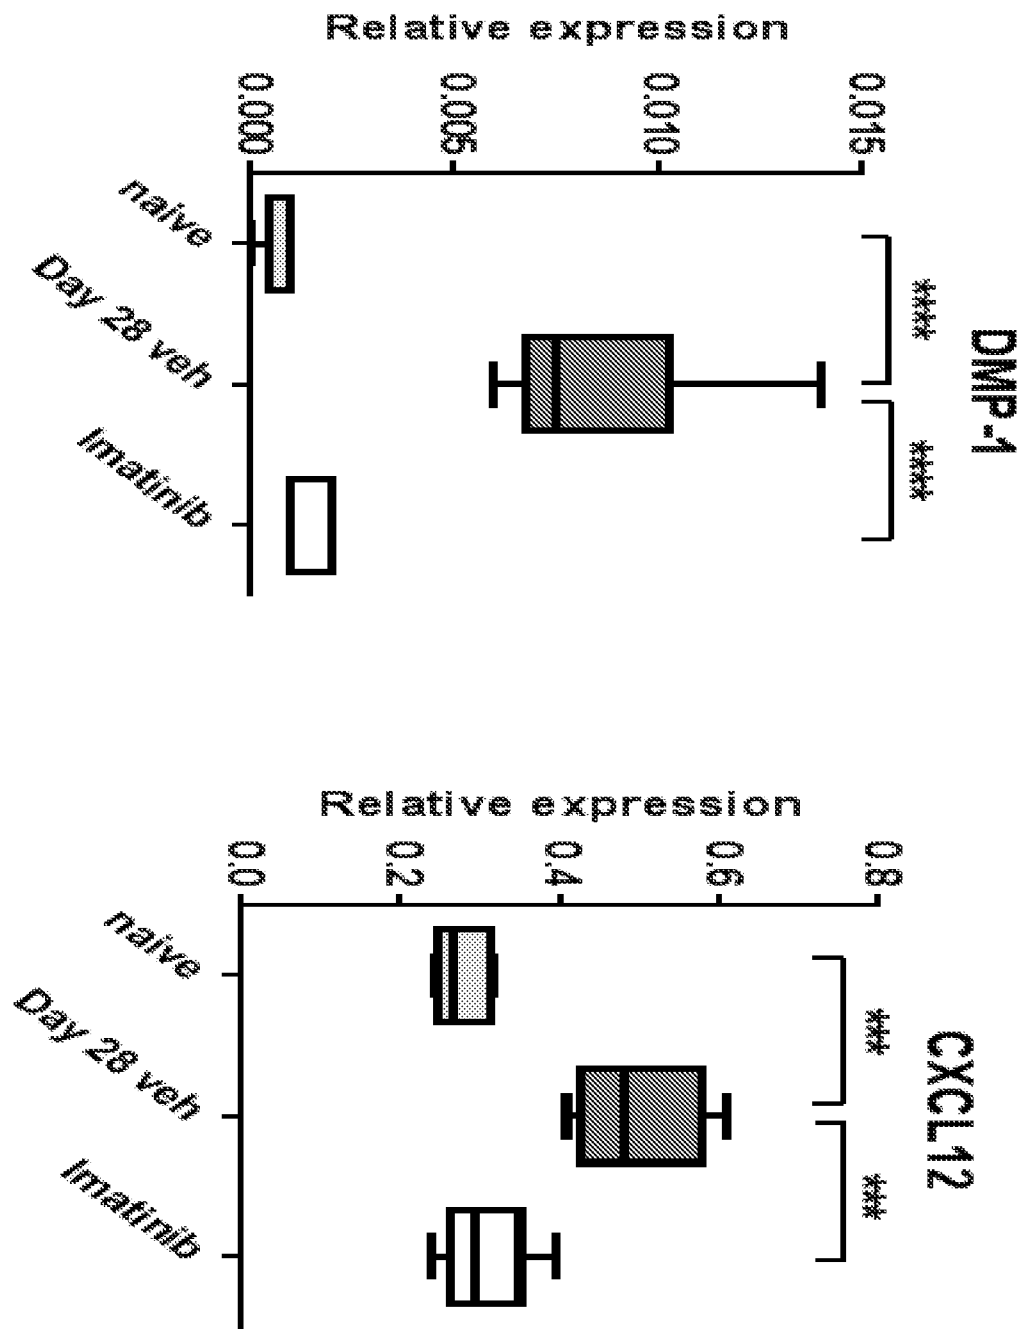 DMP-1
Relative expression
0.015
0.010
0.005
0.000
****
****
naive
Day 28 veh
Imatinib
CXCL12
Relative expression
0.8
0.6
0.4
0.2
0.0
***
***
naive
Day 28 veh
Imatinib